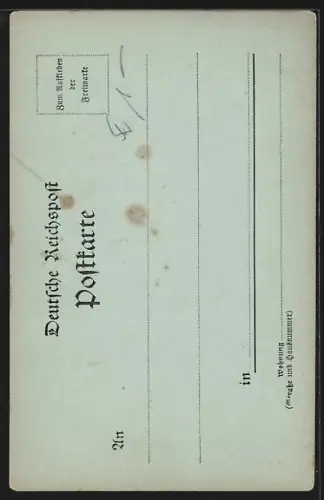 Deutsche Reichspost
Postkarte
Zum Aufkleben
der
Freimarke
An
in
Wohnung
(Straße und Hausnummer)